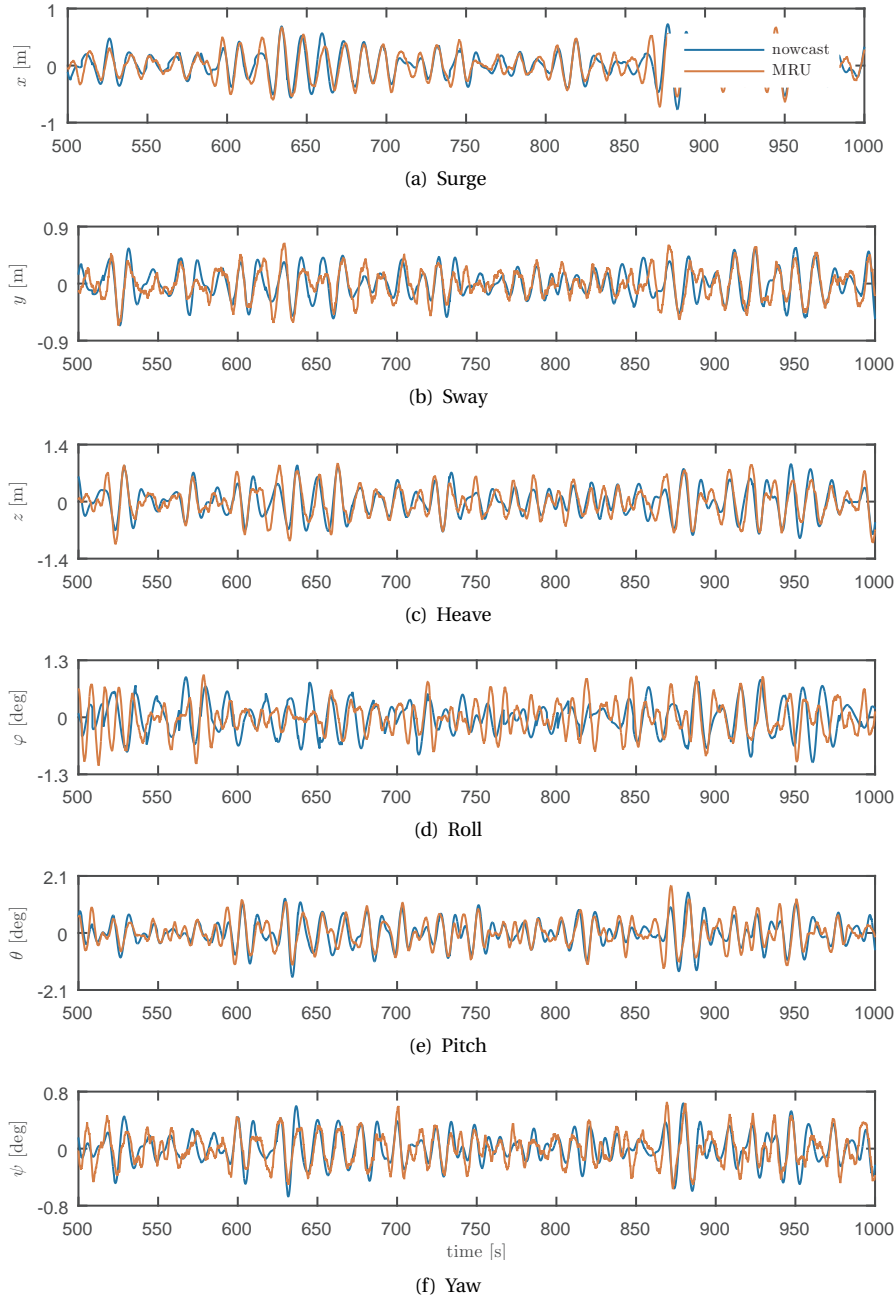 1
0
-1
x [m]
nowcast
MRU
500 550 600 650 700 750 800 850 900 950 1000
(a) Surge
0.9
0
-0.9
y [m]
500 550 600 650 700 750 800 850 900 950 1000
(b) Sway
1.4
0
-1.4
z [m]
500 550 600 650 700 750 800 850 900 950 1000
(c) Heave
1.3
0
-1.3
φ [deg]
500 550 600 650 700 750 800 850 900 950 1000
(d) Roll
2.1
0
-2.1
θ [deg]
500 550 600 650 700 750 800 850 900 950 1000
(e) Pitch
0.8
0
-0.8
ψ [deg]
500 550 600 650 700 750 800 850 900 950 1000
time [s]
(f) Yaw